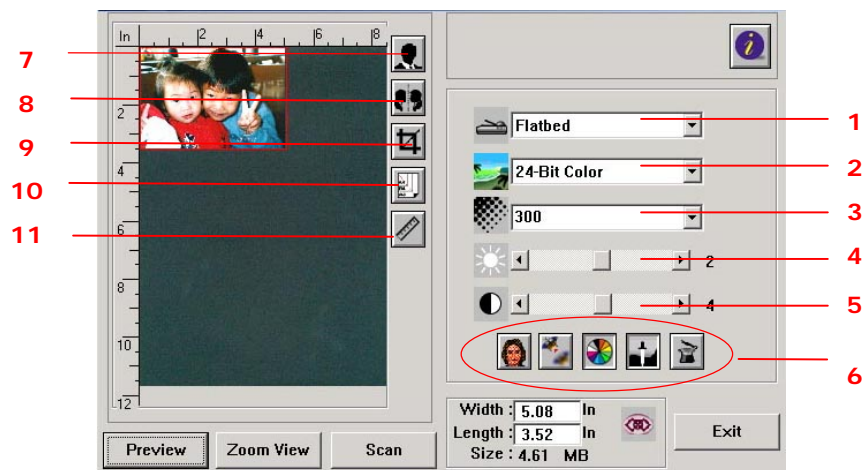 In 2 4 6 8
2
4
6
8
10
12
7
8
9
10
11
i
Flatbed
24-Bit Color
300
2
4
1
2
3
4
5
6
Width : 5.08 In
Length : 3.52 In
Size : 4.61 MB
Preview
Zoom View
Scan
Exit